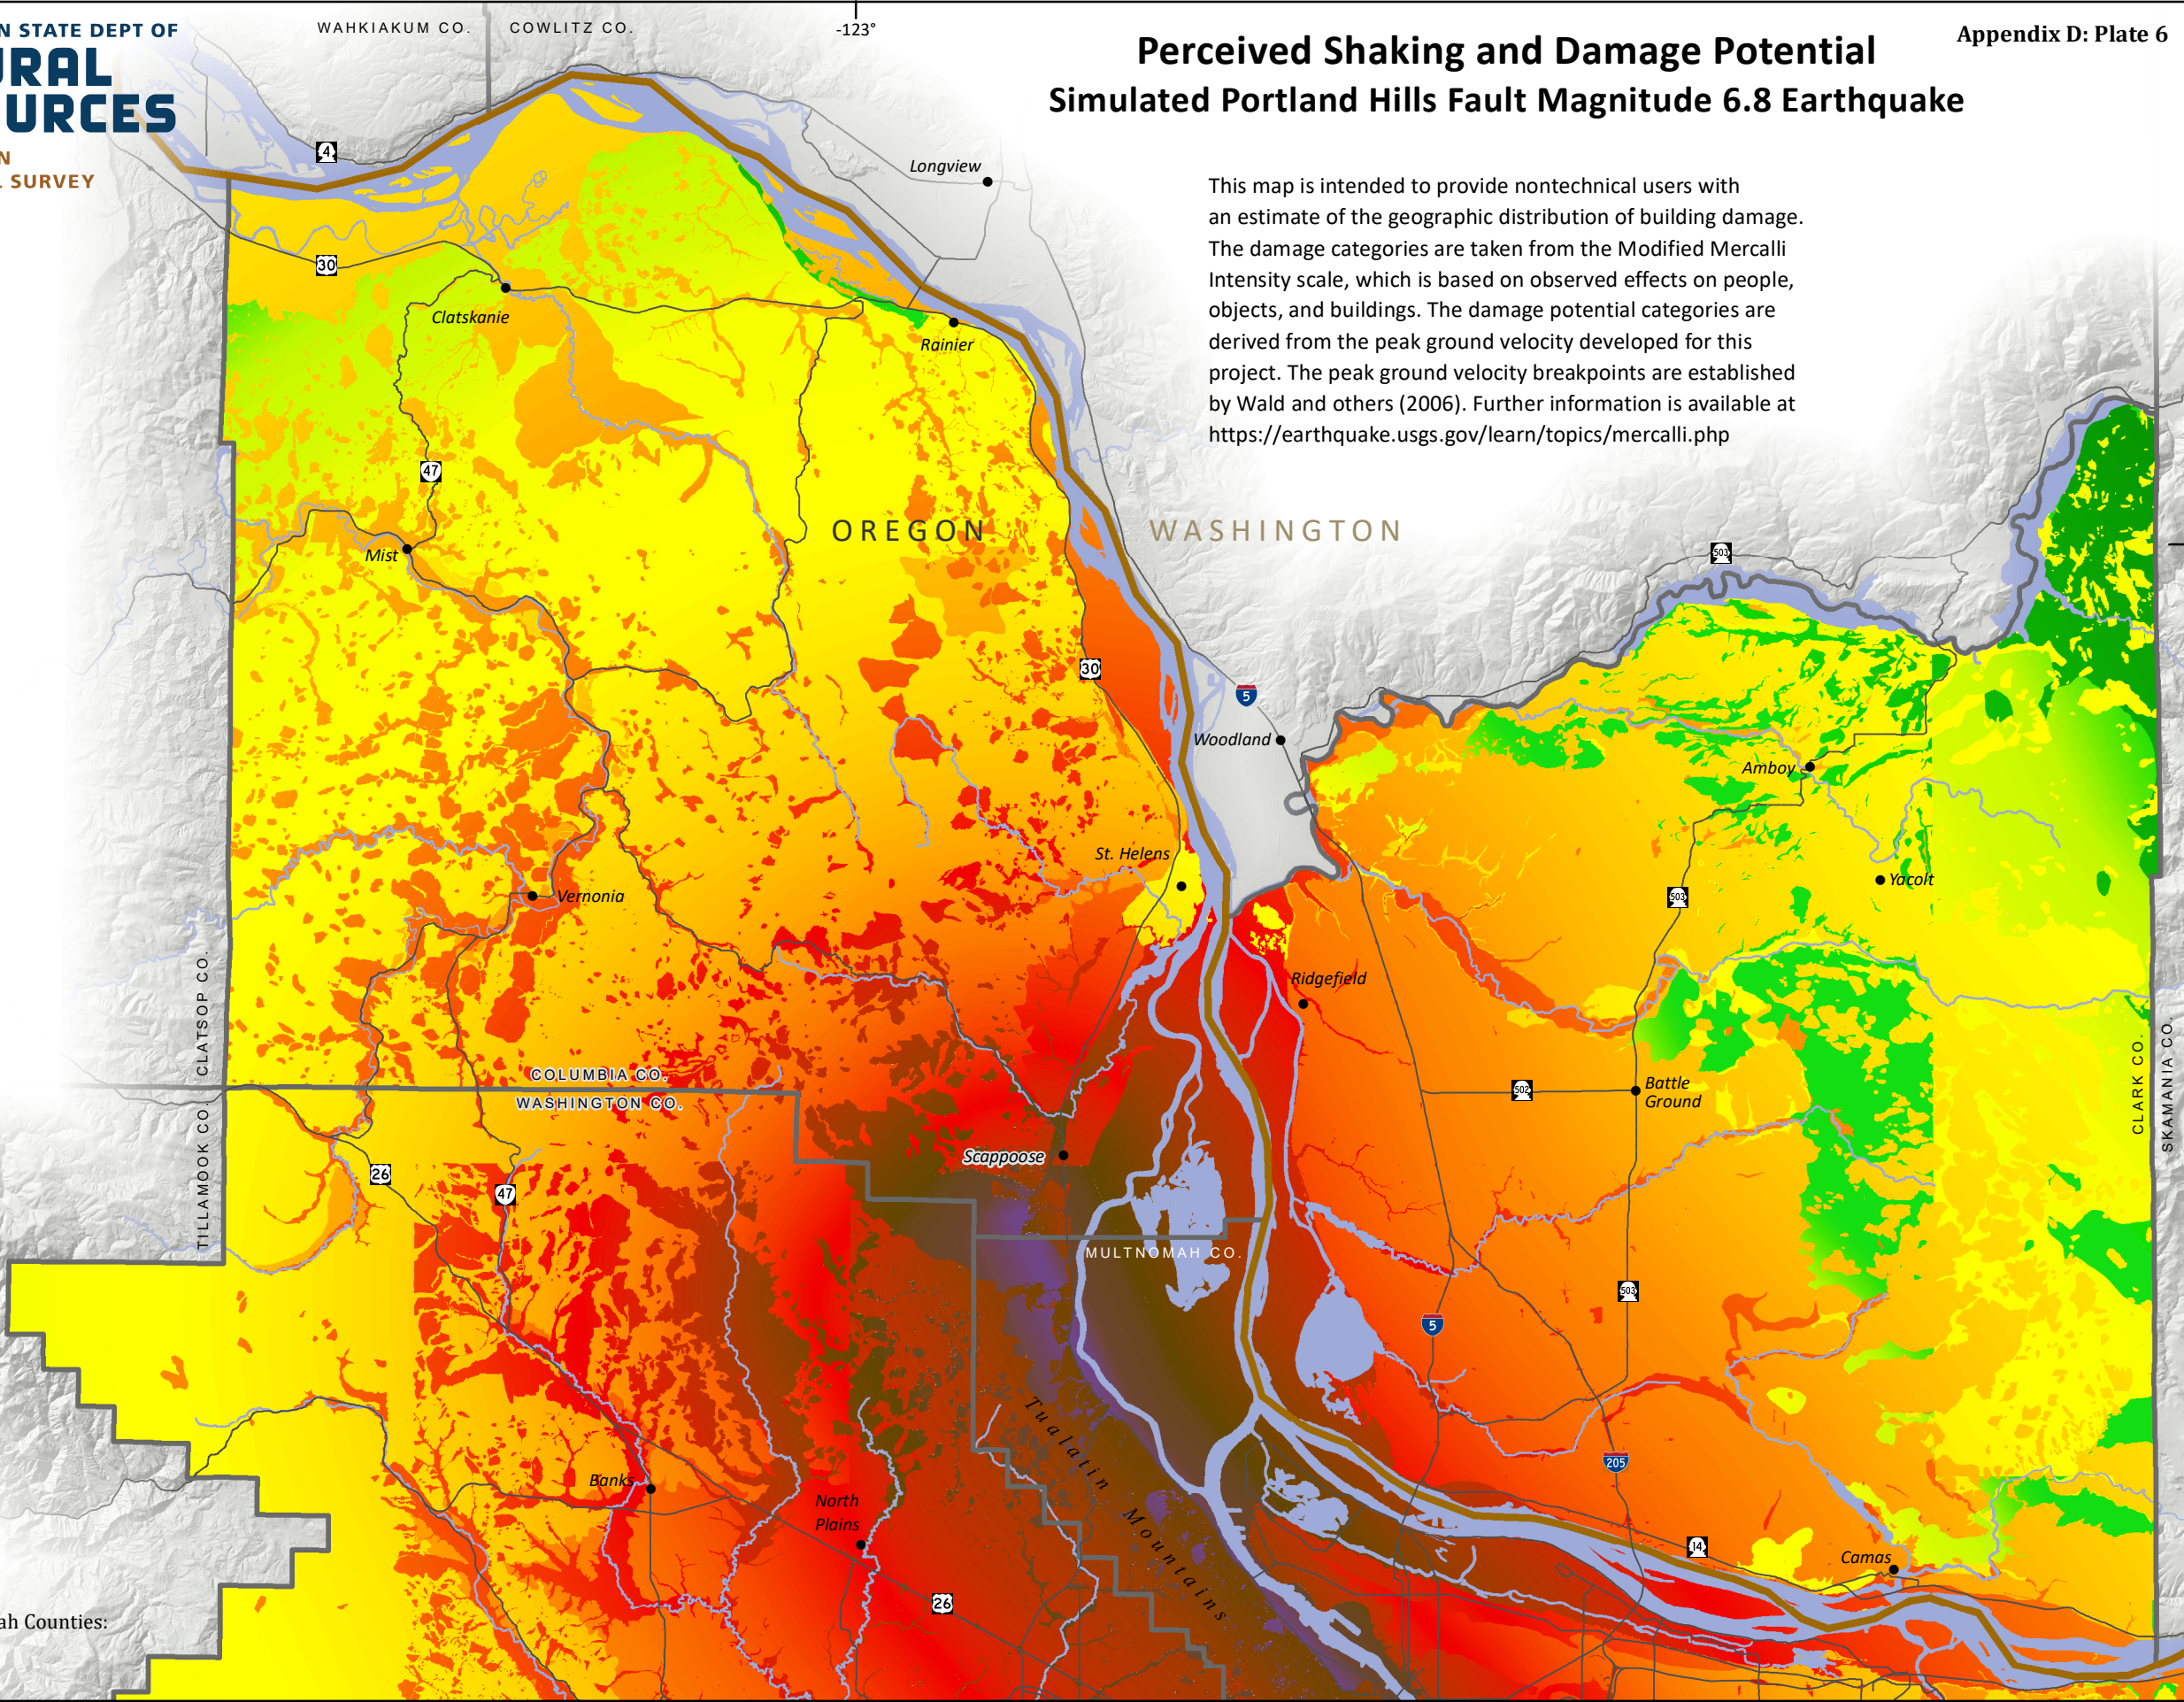 N STATE DEPT OF
URAL
OURCES
N
L SURVEY
WAHKIAKUM CO.
COWLITZ CO.
-123°
Perceived Shaking and Damage Potential
Simulated Portland Hills Fault Magnitude 6.8 Earthquake
Appendix D: Plate 6
This map is intended to provide nontechnical users with
an estimate of the geographic distribution of building damage.
The damage categories are taken from the Modified Mercalli
Intensity scale, which is based on observed effects on people,
objects, and buildings. The damage potential categories are
derived from the peak ground velocity developed for this
project. The peak ground velocity breakpoints are established
by Wald and others (2006). Further information is available at
https://earthquake.usgs.gov/learn/topics/mercalli.php
4
Longview
30
Clatskanie
Rainier
47
OREGON
WASHINGTON
Mist
503
30
5
Woodland
Amboy
St. Helens
Yacolt
503
Vernonia
Ridgefield
CLATSOP CO.
TILLAMOOK CO.
COLUMBIA CO.
WASHINGTON CO.
502
Battle
Ground
CLARK CO.
SKAMANIA CO.
Scappoose
26
47
MULTNOMAH CO.
503
5
Tualatin Mountains
205
Banks
North
Plains
14
Camas
26
ah Counties: